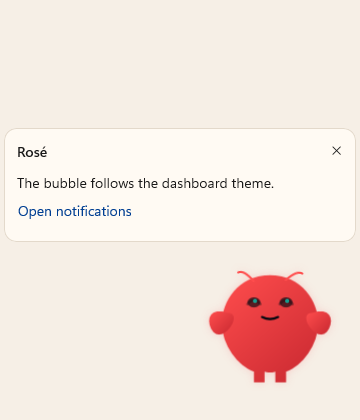 Rosé
The bubble follows the dashboard theme.
Open notifications